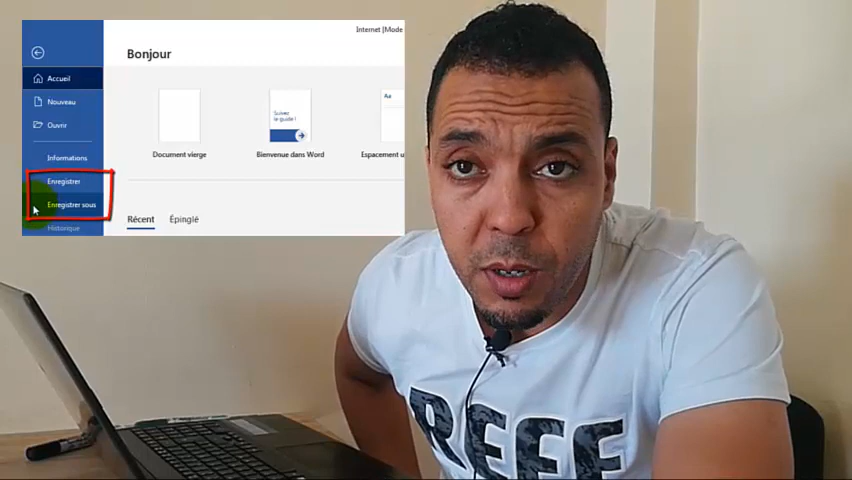 Internet |Mode
Bonjour
Accueil
Nouveau
Ouvrir
Aa
Suivez
le guide !
Document vierge
Bienvenue dans Word
Espacement u
Informations
Enregistrer
Enregistrer sous
Historique
Récent
Épinglé
REEF